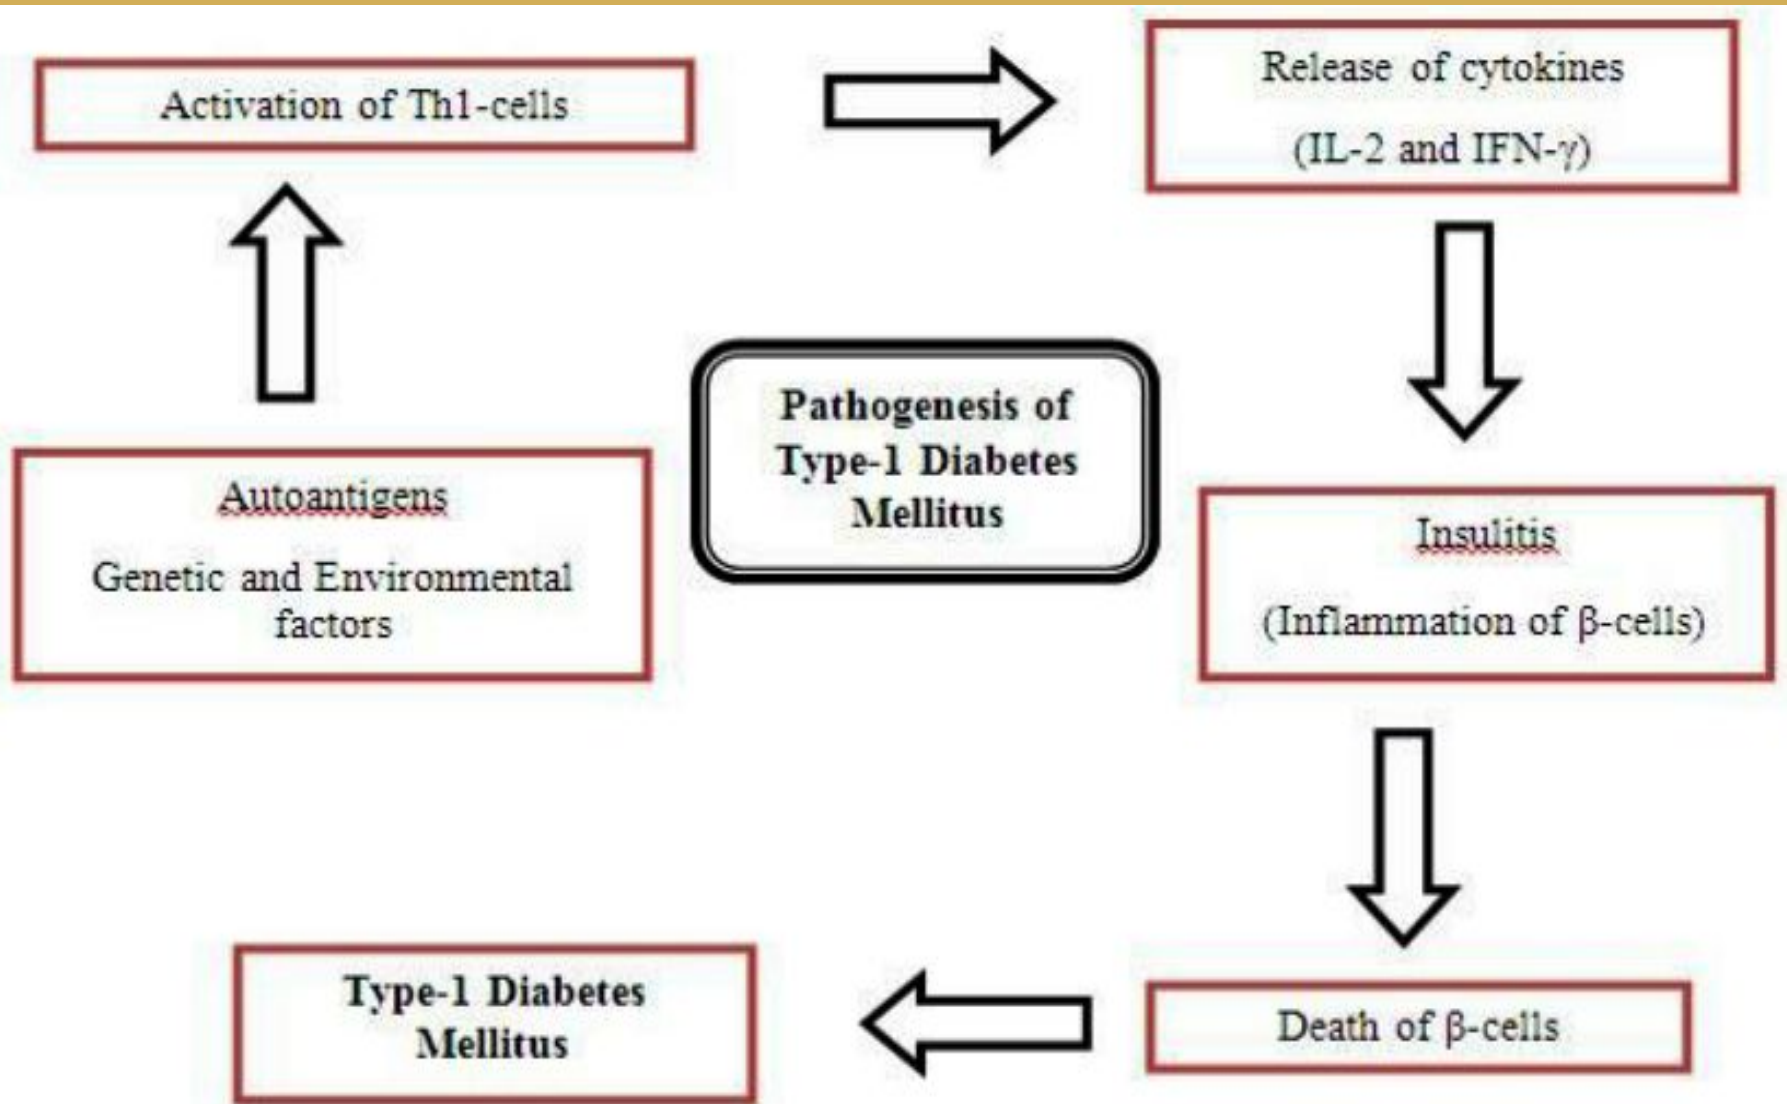 Activation of Th1-cells
Release of cytokines
(IL-2 and IFN-γ)
Autoantigens
Genetic and Environmental
factors
Pathogenesis of
Type-1 Diabetes
Mellitus
Insulitis
(Inflammation of β-cells)
Type-1 Diabetes
Mellitus
Death of β-cells